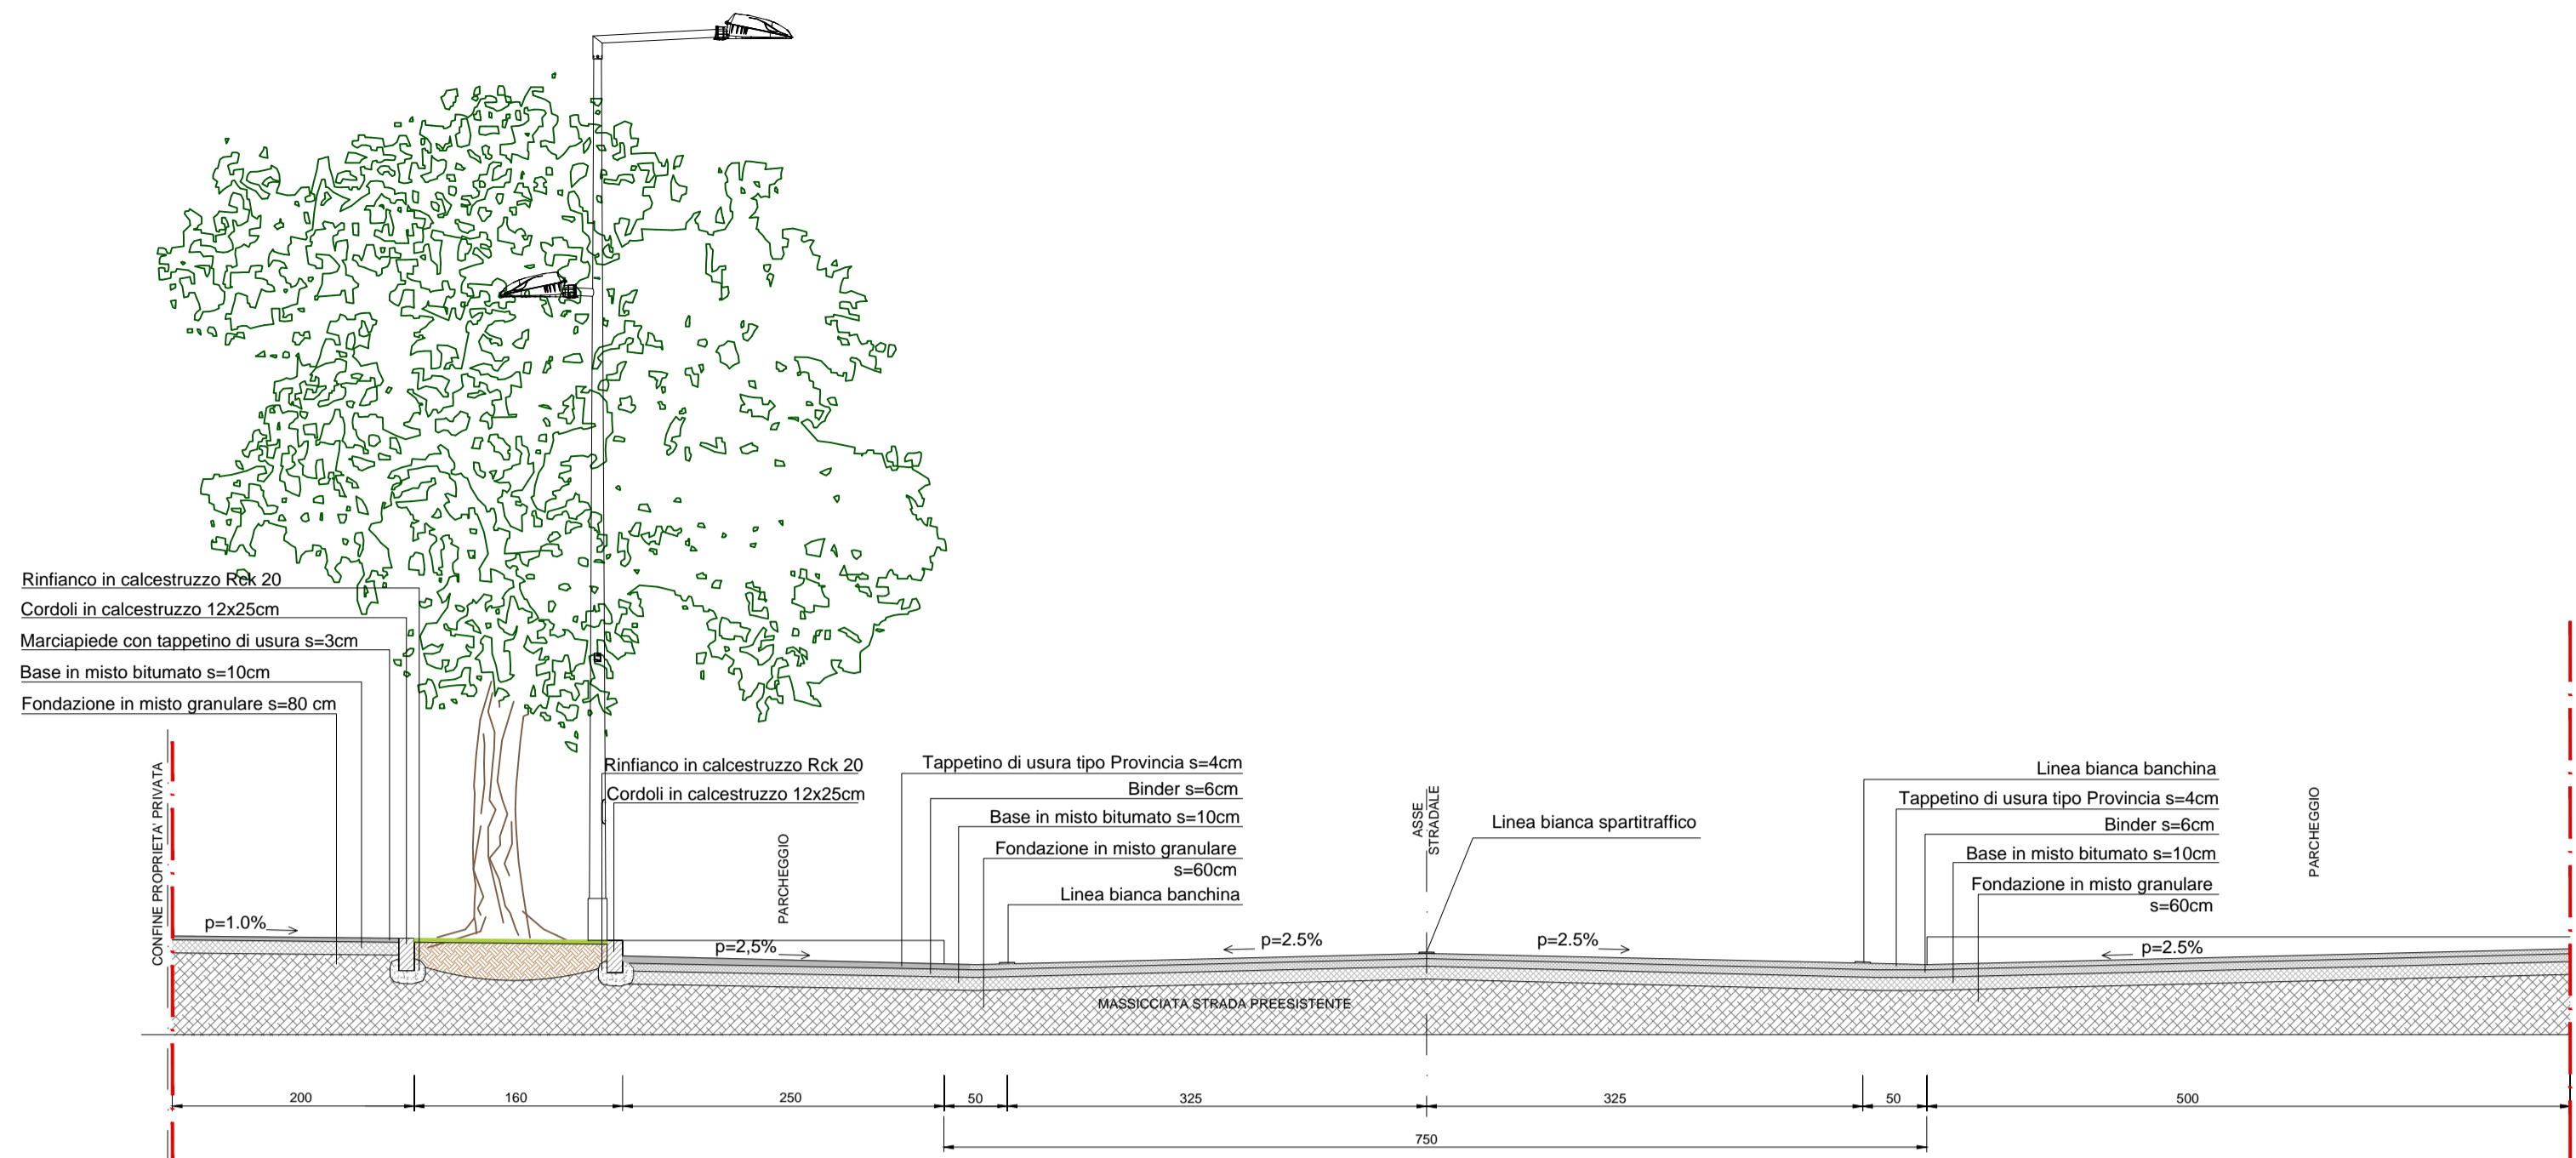 Rinfianco in calcestruzzo Rck 20
Cordoli in calcestruzzo 12x25cm
Marciapiede con tappetino di usura s=3cm
Base in misto bitumato s=10cm
Fondazione in misto granulare s=80 cm
CONFINE PROPRIETA' PRIVATA
p=1.0%
Rinfianco in calcestruzzo Rck 20
Cordoli in calcestruzzo 12x25cm
PARCHEGGIO
p=2,5%
Tappetino di usura tipo Provincia s=4cm
Binder s=6cm
Base in misto bitumato s=10cm
Fondazione in misto granulare
s=60cm
Linea bianca banchina
p=2.5%
ASSE
STRADALE
Linea bianca spartitraffico
p=2.5%
MASSICCIATA STRADA PREESISTENTE
Linea bianca banchina
Tappetino di usura tipo Provincia s=4cm
Binder s=6cm
Base in misto bitumato s=10cm
Fondazione in misto granulare
s=60cm
PARCHEGGIO
p=2.5%
200
160
250
50
325
325
50
500
750